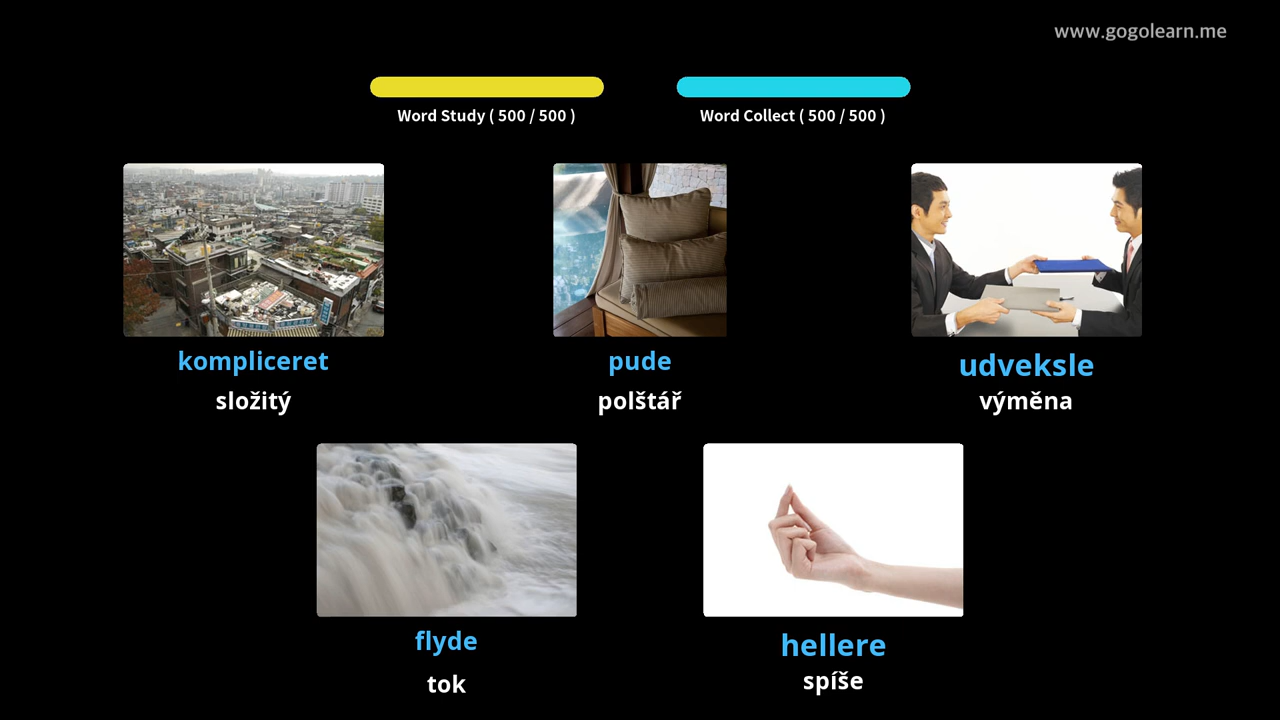 www.gogolearn.me
Word Study ( 500 / 500 )
Word Collect ( 500 / 500 )
kompliceret
složitý
pude
polštář
udveksle
výměna
flyde
tok
hellere
spíše